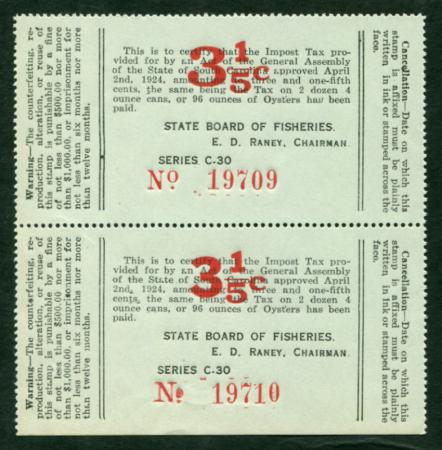 Warning—The counterfeiting, re-
production, alteration, or reuse of
this stamp is punishable by a fine
of not less than $500.00 or more
than $1,000.00, or imprisonment for
not less than six months nor more
than twelve months.
This is to certify that the Impost Tax pro-
vided for by an Act of the General Assembly
of the State of South Carolina approved April
2nd, 1924, amounting to three and one-fifth
cents, the same being the Tax on 2 dozen 4
ounce cans, or 96 ounces of Oysters has been
paid.
3 1/5 c
STATE BOARD OF FISHERIES.
E. D. RANEY, CHAIRMAN.
SERIES C-30
No 19709
Cancellation—Date on which this
stamp is affixed must be plainly
written in ink or stamped across the
face.
Warning—The counterfeiting, re-
production, alteration, or reuse of
this stamp is punishable by a fine
of not less than $500.00 or more
than $1,000.00, or imprisonment for
not less than six months nor more
than twelve months.
This is to certify that the Impost Tax pro-
vided for by an Act of the General Assembly
of the State of South Carolina approved April
2nd, 1924, amounting to three and one-fifth
cents, the same being the Tax on 2 dozen 4
ounce cans, or 96 ounces of Oysters has been
paid.
3 1/5 c
STATE BOARD OF FISHERIES.
E. D. RANEY, CHAIRMAN.
SERIES C-30
No 19710
Cancellation—Date on which this
stamp is affixed must be plainly
written in ink or stamped across the
face.